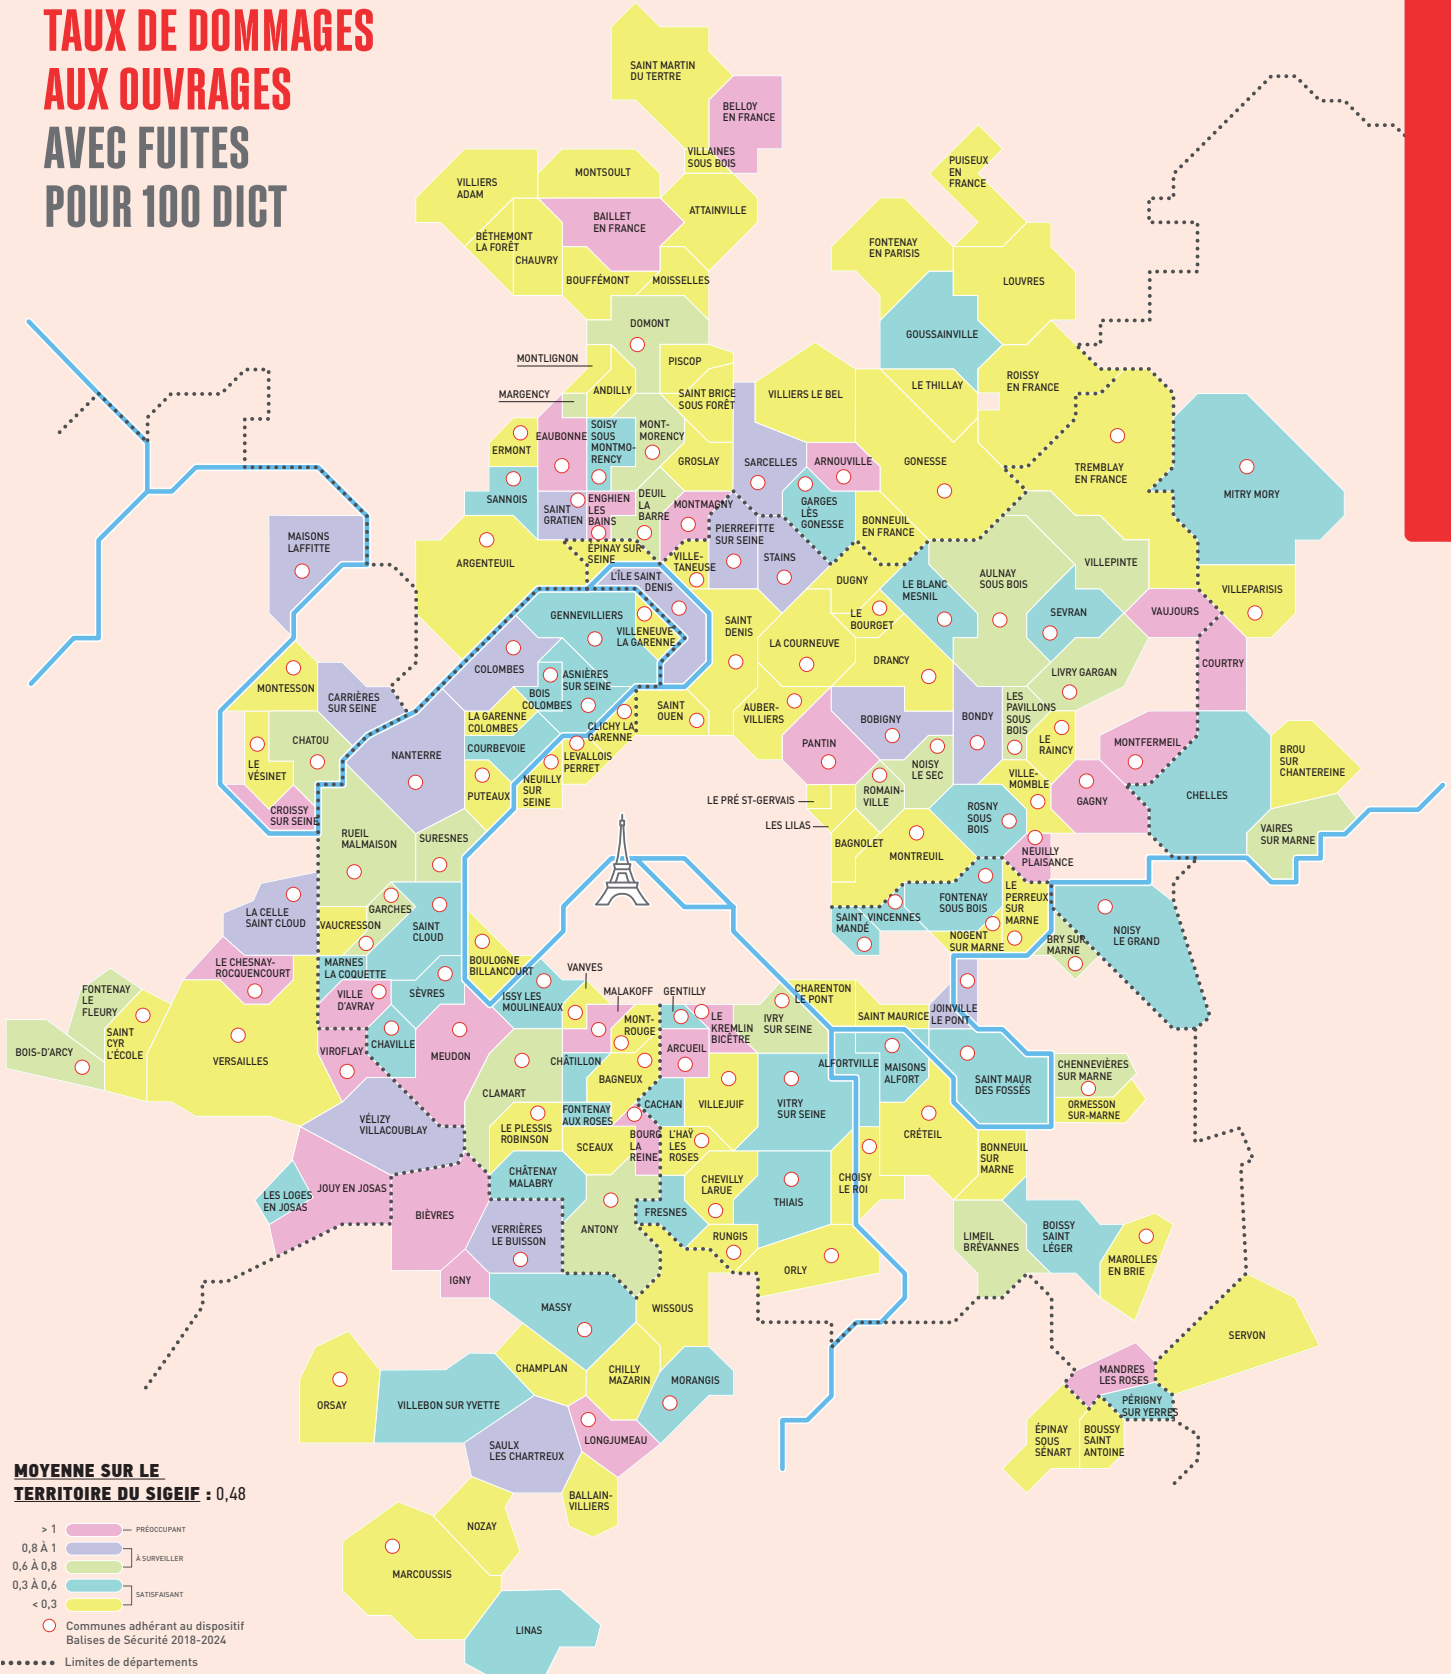 TAUX DE DOMMAGES
AUX OUVRAGES
AVEC FUITES
POUR 100 DICT
SAINT MARTIN
DU TERTRE
BELLOY
EN FRANCE
VILLAINES
SOUS BOIS
MONTSOULT
VILLIERS
ADAM
PUISEUX
EN
FRANCE
ATTAINVILLE
BAILLET
EN FRANCE
BÉTHEMONT
LA FORÊT
CHAUVRY
FONTENAY
EN PARISIS
BOUFFÉMONT
MOISSELLES
LOUVRES
DOMONT
GOUSSAINVILLE
MONTLIGNON
PISCOP
ROISSY
EN FRANCE
MARGENCY
ANDILLY
SAINT BRICE
SOUS FORÊT
VILLIERS LE BEL
LE THILLAY
ERMONT
EAUBONNE
SOISY
SOUS
MONTMO-
RENCY
MONT-
MORENCY
GROSLAY
SARCELLES
ARNOUVILLE
GONESSE
TREMBLAY
EN FRANCE
MITRY MORY
SANNOIS
SAINT
GRATIEN
ENGHIEN
LES
BAINS
DEUIL
LA
BARRE
MONTMAGNY
GARGES
LÈS
GONESSE
BONNEUIL
EN FRANCE
MAISONS
LAFFITTE
ARGENTEUIL
ÉPINAY SUR
SEINE
VILLE-
TANEUSE
PIERREFITTE
SUR SEINE
STAINS
DUGNY
LE BLANC
MESNIL
AULNAY
SOUS BOIS
VILLEPINTE
L'ÎLE SAINT
DENIS
LE
BOURGET
SEVRAN
VAUJOURS
VILLEPARISIS
GENNEVILLIERS
VILLENEUVE
LA GARENNE
SAINT
DENIS
LA COURNEUVE
DRANCY
LIVRY GARGAN
COURTRY
MONTESSON
CARRIÈRES
SUR SEINE
COLOMBES
BOIS
COLOMBES
ASNIÈRES
SUR SEINE
SAINT
OUEN
AUBER-
VILLIERS
BOBIGNY
BONDY
LES
PAVILLONS
SOUS
BOIS
LE
RAINCY
MONTFERMEIL
LA GARENNE
COLOMBES
CLICHY LA
GARENNE
CHATOU
LE
VÉSINET
NANTERRE
COURBEVOIE
LEVALLOIS
PERRET
PUTEAUX
NEUILLY
SUR
SEINE
PANTIN
NOISY
LE SEC
ROMAIN-
VILLE
VILLE-
MOMBLE
GAGNY
CHELLES
BROU
SUR
CHANTEREINE
CROISSY
SUR SEINE
LE PRÉ ST-GERVAIS
LES LILAS
ROSNY
SOUS
BOIS
VAIRES
SUR MARNE
RUEIL
MALMAISON
SURESNES
BAGNOLET
MONTREUIL
NEUILLY
PLAISANCE
LA CELLE
SAINT CLOUD
GARCHES
VAUCRESSON
SAINT
CLOUD
SAINT
MANDÉ
VINCENNES
FONTENAY
SOUS BOIS
LE
PERREUX
SUR
MARNE
NOGENT
SUR MARNE
BRY SUR
MARNE
NOISY
LE GRAND
LE CHESNAY-
ROCQUENCOURT
MARNES
LA COQUETTE
BOULOGNE
BILLANCOURT
VANVES
MALAKOFF
GENTILLY
CHARENTON
LE PONT
SAINT MAURICE
JOINVILLE
LE PONT
FONTENAY
LE
FLEURY
VILLE
D'AVRAY
SÈVRES
ISSY LES
MOULINEAUX
MONT-
ROUGE
LE
KREMLIN
BICÊTRE
IVRY
SUR SEINE
BOIS-D'ARCY
SAINT
CYR
L'ÉCOLE
VERSAILLES
VIROFLAY
CHAVILLE
MEUDON
CLAMART
CHÂTILLON
BAGNEUX
ARCUEIL
ALFORTVILLE
MAISONS
ALFORT
SAINT MAUR
DES FOSSÉS
CHENNEVIÈRES
SUR MARNE
ORMESSON
SUR-MARNE
VÉLIZY
VILLACOUBLAY
LE PLESSIS
ROBINSON
FONTENAY
AUX ROSES
CACHAN
VILLEJUIF
VITRY
SUR SEINE
CRÉTEIL
SCEAUX
BOURG
LA
REINE
L'HAŸ
LES
ROSES
BONNEUIL
SUR
MARNE
LES LOGES
EN JOSAS
JOUY EN JOSAS
CHÂTENAY
MALABRY
CHEVILLY
LARUE
THIAIS
CHOISY
LE ROI
BIÈVRES
VERRIÈRES
LE BUISSON
ANTONY
FRESNES
RUNGIS
ORLY
LIMEIL
BRÉVANNES
BOISSY
SAINT
LÉGER
MAROLLES
EN BRIE
IGNY
MASSY
WISSOUS
SERVON
CHAMPLAN
CHILLY
MAZARIN
MORANGIS
MANDRES
LES ROSES
PÉRIGNY
SUR YERRES
ORSAY
VILLEBON SUR YVETTE
SAULX
LES CHARTREUX
LONGJUMEAU
ÉPINAY
SOUS
SÉNART
BOUSSY
SAINT
ANTOINE
BALLAIN-
VILLIERS
NOZAY
MARCOUSSIS
LINAS
MOYENNE SUR LE
TERRITOIRE DU SIGEIF : 0,48
> 1 PRÉOCCUPANT
0,8 À 1
À SURVEILLER
0,6 À 0,8
0,3 À 0,6
SATISFAISANT
< 0,3
Communes adhérant au dispositif
Balises de Sécurité 2018-2024
Limites de départements